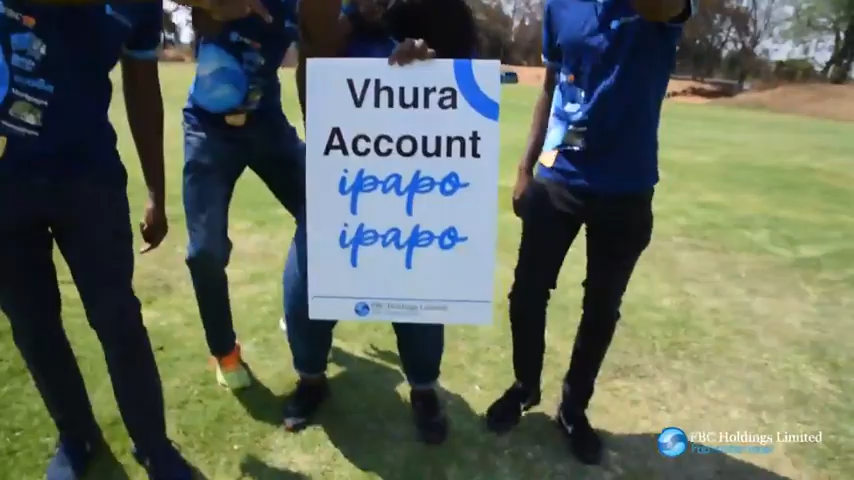 Vhura
Account
ipapo
ipapo
FBC Holdings Limited
FBC Holdings Limited